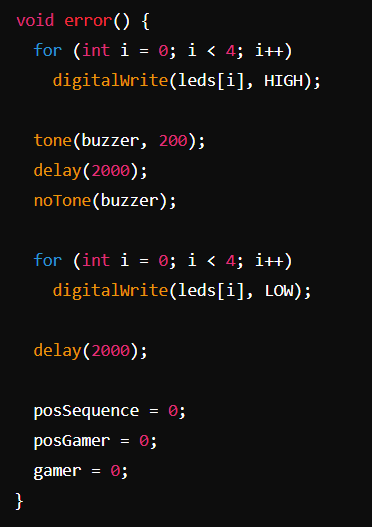 void error() {
  for (int i = 0; i < 4; i++)
    digitalWrite(leds[i], HIGH);

  tone(buzzer, 200);
  delay(2000);
  noTone(buzzer);

  for (int i = 0; i < 4; i++)
    digitalWrite(leds[i], LOW);

  delay(2000);

  posSequence = 0;
  posGamer = 0;
  gamer = 0;
}